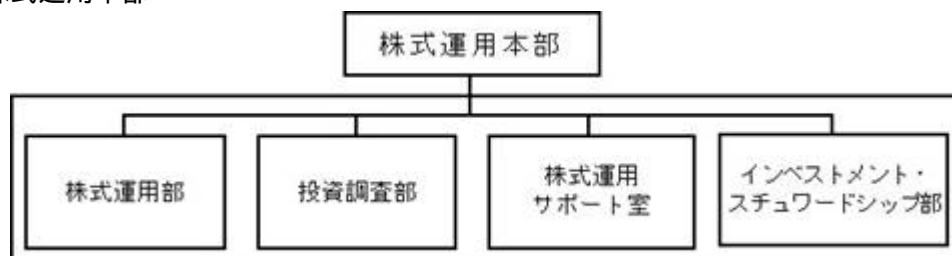 株式運用本部
株式運用部
投資調査部
株式運用
サポート室
インベストメント・
スチュワードシップ部